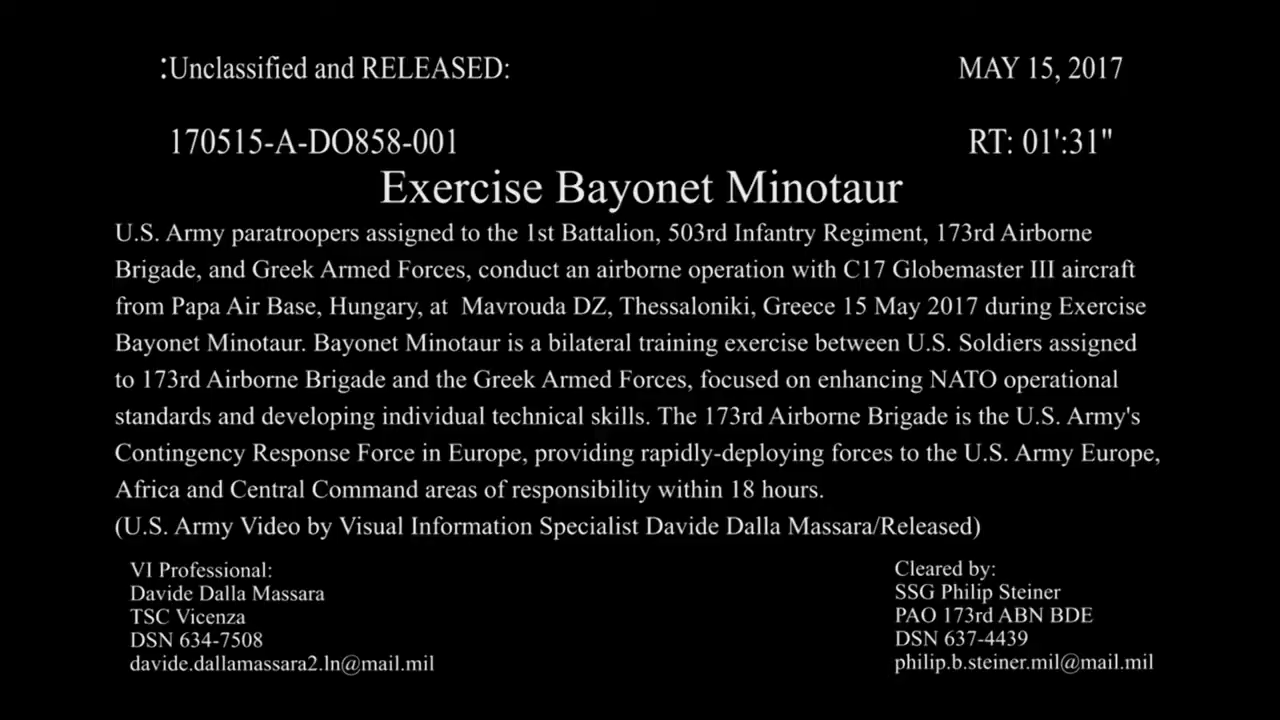 :Unclassified and RELEASED:
MAY 15, 2017
170515-A-DO858-001
RT: 01':31"
Exercise Bayonet Minotaur
U.S. Army paratroopers assigned to the 1st Battalion, 503rd Infantry Regiment, 173rd Airborne
Brigade, and Greek Armed Forces, conduct an airborne operation with C17 Globemaster III aircraft
from Papa Air Base, Hungary, at  Mavrouda DZ, Thessaloniki, Greece 15 May 2017 during Exercise
Bayonet Minotaur. Bayonet Minotaur is a bilateral training exercise between U.S. Soldiers assigned
to 173rd Airborne Brigade and the Greek Armed Forces, focused on enhancing NATO operational
standards and developing individual technical skills. The 173rd Airborne Brigade is the U.S. Army's
Contingency Response Force in Europe, providing rapidly-deploying forces to the U.S. Army Europe,
Africa and Central Command areas of responsibility within 18 hours.
(U.S. Army Video by Visual Information Specialist Davide Dalla Massara/Released)
VI Professional:
Davide Dalla Massara
TSC Vicenza
DSN 634-7508
davide.dallamassara2.ln@mail.mil
Cleared by:
SSG Philip Steiner
PAO 173rd ABN BDE
DSN 637-4439
philip.b.steiner.mil@mail.mil